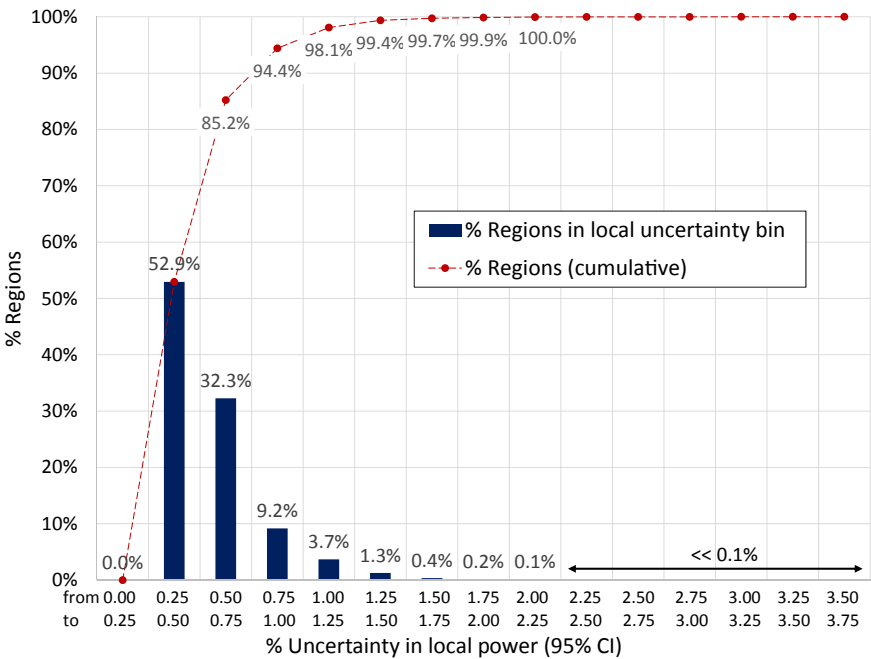 100%
90%
80%
70%
60%
50%
40%
30%
20%
10%
0%
% Regions
98.1% 99.4% 99.7% 99.9% 100.0%
94.4%
85.2%
% Regions in local uncertainty bin
% Regions (cumulative)
52.9%
32.3%
9.2%
3.7%
1.3%
0.4% 0.2% 0.1%
<< 0.1%
0.0%
from 0.00 0.25 0.50 0.75 1.00 1.25 1.50 1.75 2.00 2.25 2.50 2.75 3.00 3.25 3.50
to 0.25 0.50 0.75 1.00 1.25 1.50 1.75 2.00 2.25 2.50 2.75 3.00 3.25 3.50 3.75
% Uncertainty in local power (95% CI)